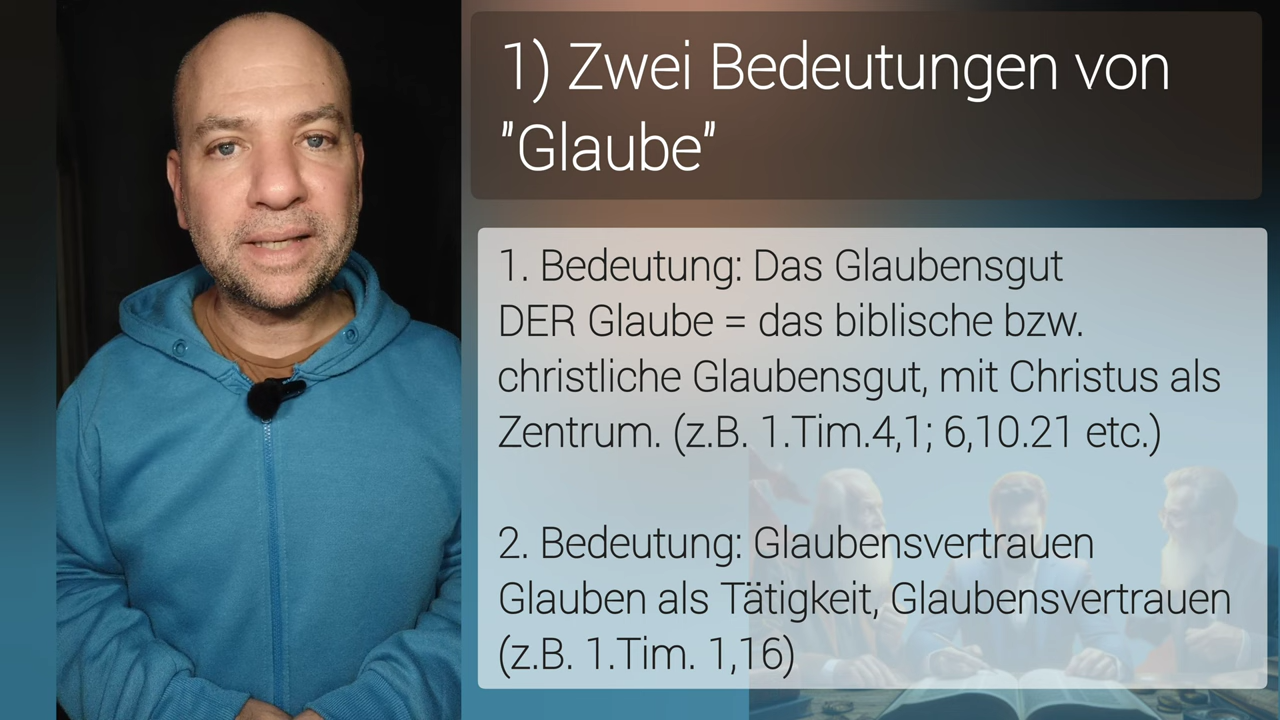 1) Zwei Bedeutungen von
"Glaube"
1. Bedeutung: Das Glaubensgut
DER Glaube = das biblische bzw.
christliche Glaubensgut, mit Christus als
Zentrum. (z.B. 1.Tim.4,1; 6,10.21 etc.)
2. Bedeutung: Glaubensvertrauen
Glauben als Tätigkeit, Glaubensvertrauen
(z.B. 1.Tim. 1,16)